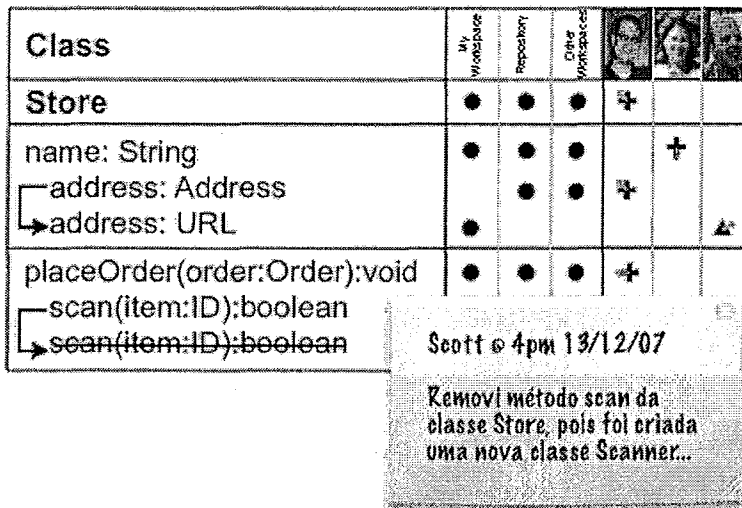 Class
My Workspace
Repository
Other Workspaces
Store
name: String
address: Address
address: URL
placeOrder(order:Order):void
scan(item:ID):boolean
scan(item:ID):boolean
Scott @ 4pm 13/12/07
Removi método scan da
classe Store, pois foi criada
uma nova classe Scanner...